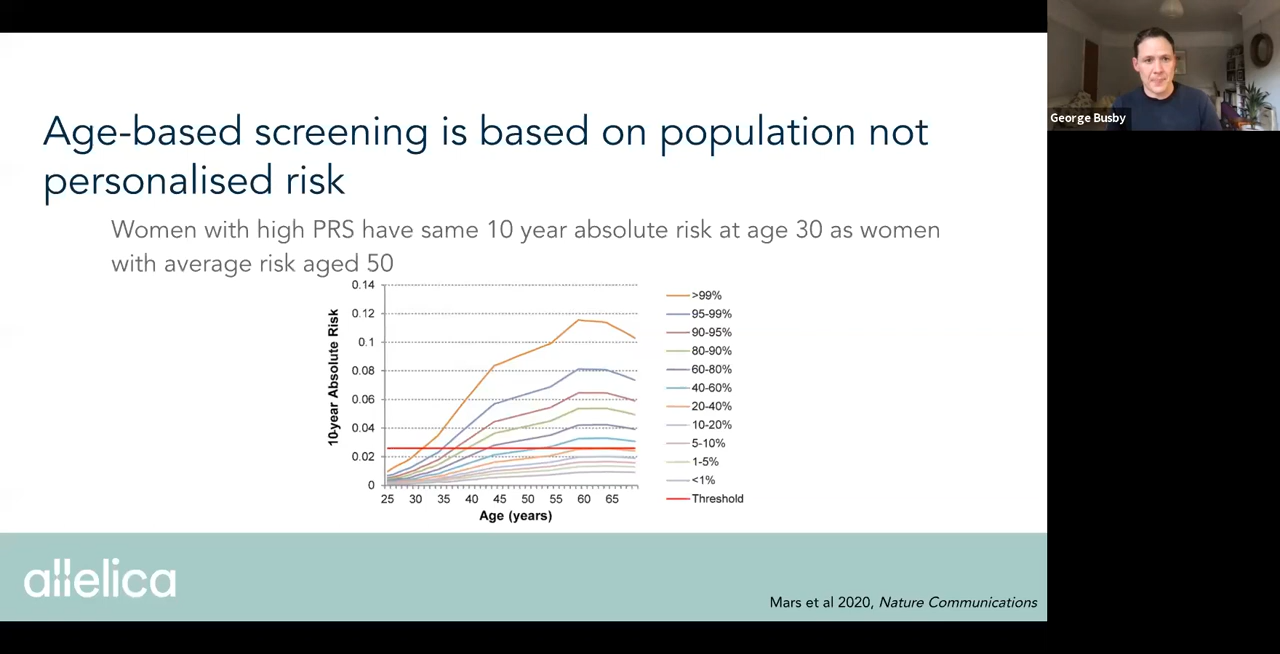 Age-based screening is based on population not
personalised risk
Women with high PRS have same 10 year absolute risk at age 30 as women
with average risk aged 50
10-year Absolute Risk
0.14
0.12
0.1
0.08
0.06
0.04
0.02
0
25 30 35 40 45 50 55 60 65
Age (years)
>99%
95-99%
90-95%
80-90%
60-80%
40-60%
20-40%
10-20%
5-10%
1-5%
<1%
Threshold
allelica
Mars et al 2020, Nature Communications
George Busby